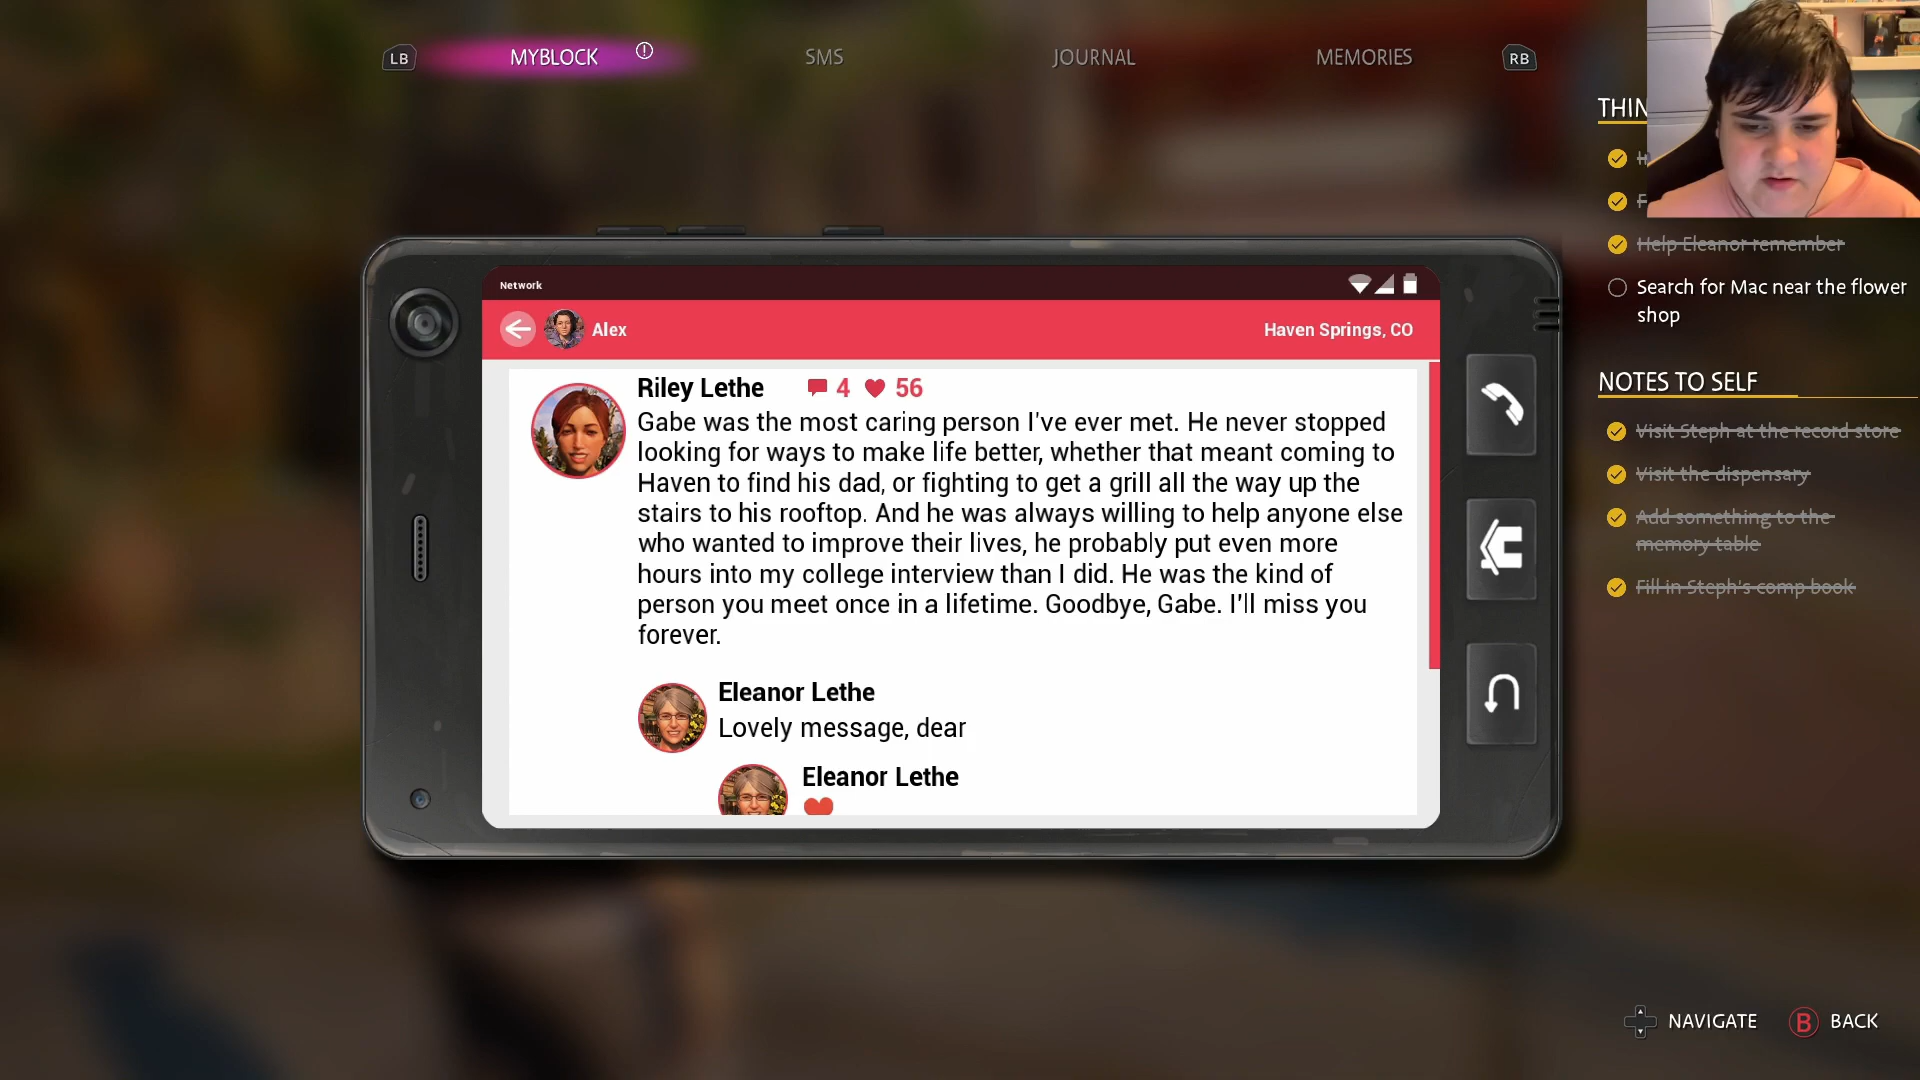 LB
MYBLOCK
SMS
JOURNAL
MEMORIES
RB
Network
Alex
Haven Springs, CO
Riley Lethe 4 56
Gabe was the most caring person I've ever met. He never stopped
looking for ways to make life better, whether that meant coming to
Haven to find his dad, or fighting to get a grill all the way up the
stairs to his rooftop. And he was always willing to help anyone else
who wanted to improve their lives, he probably put even more
hours into my college interview than I did. He was the kind of
person you meet once in a lifetime. Goodbye, Gabe. I'll miss you
forever.
Eleanor Lethe
Lovely message, dear
Eleanor Lethe
Help Eleanor remember
Search for Mac near the flower
shop
NOTES TO SELF
Visit Steph at the record store
Visit the dispensary
Add something to the
memory table
Fill in Steph's comp book
NAVIGATE
B BACK